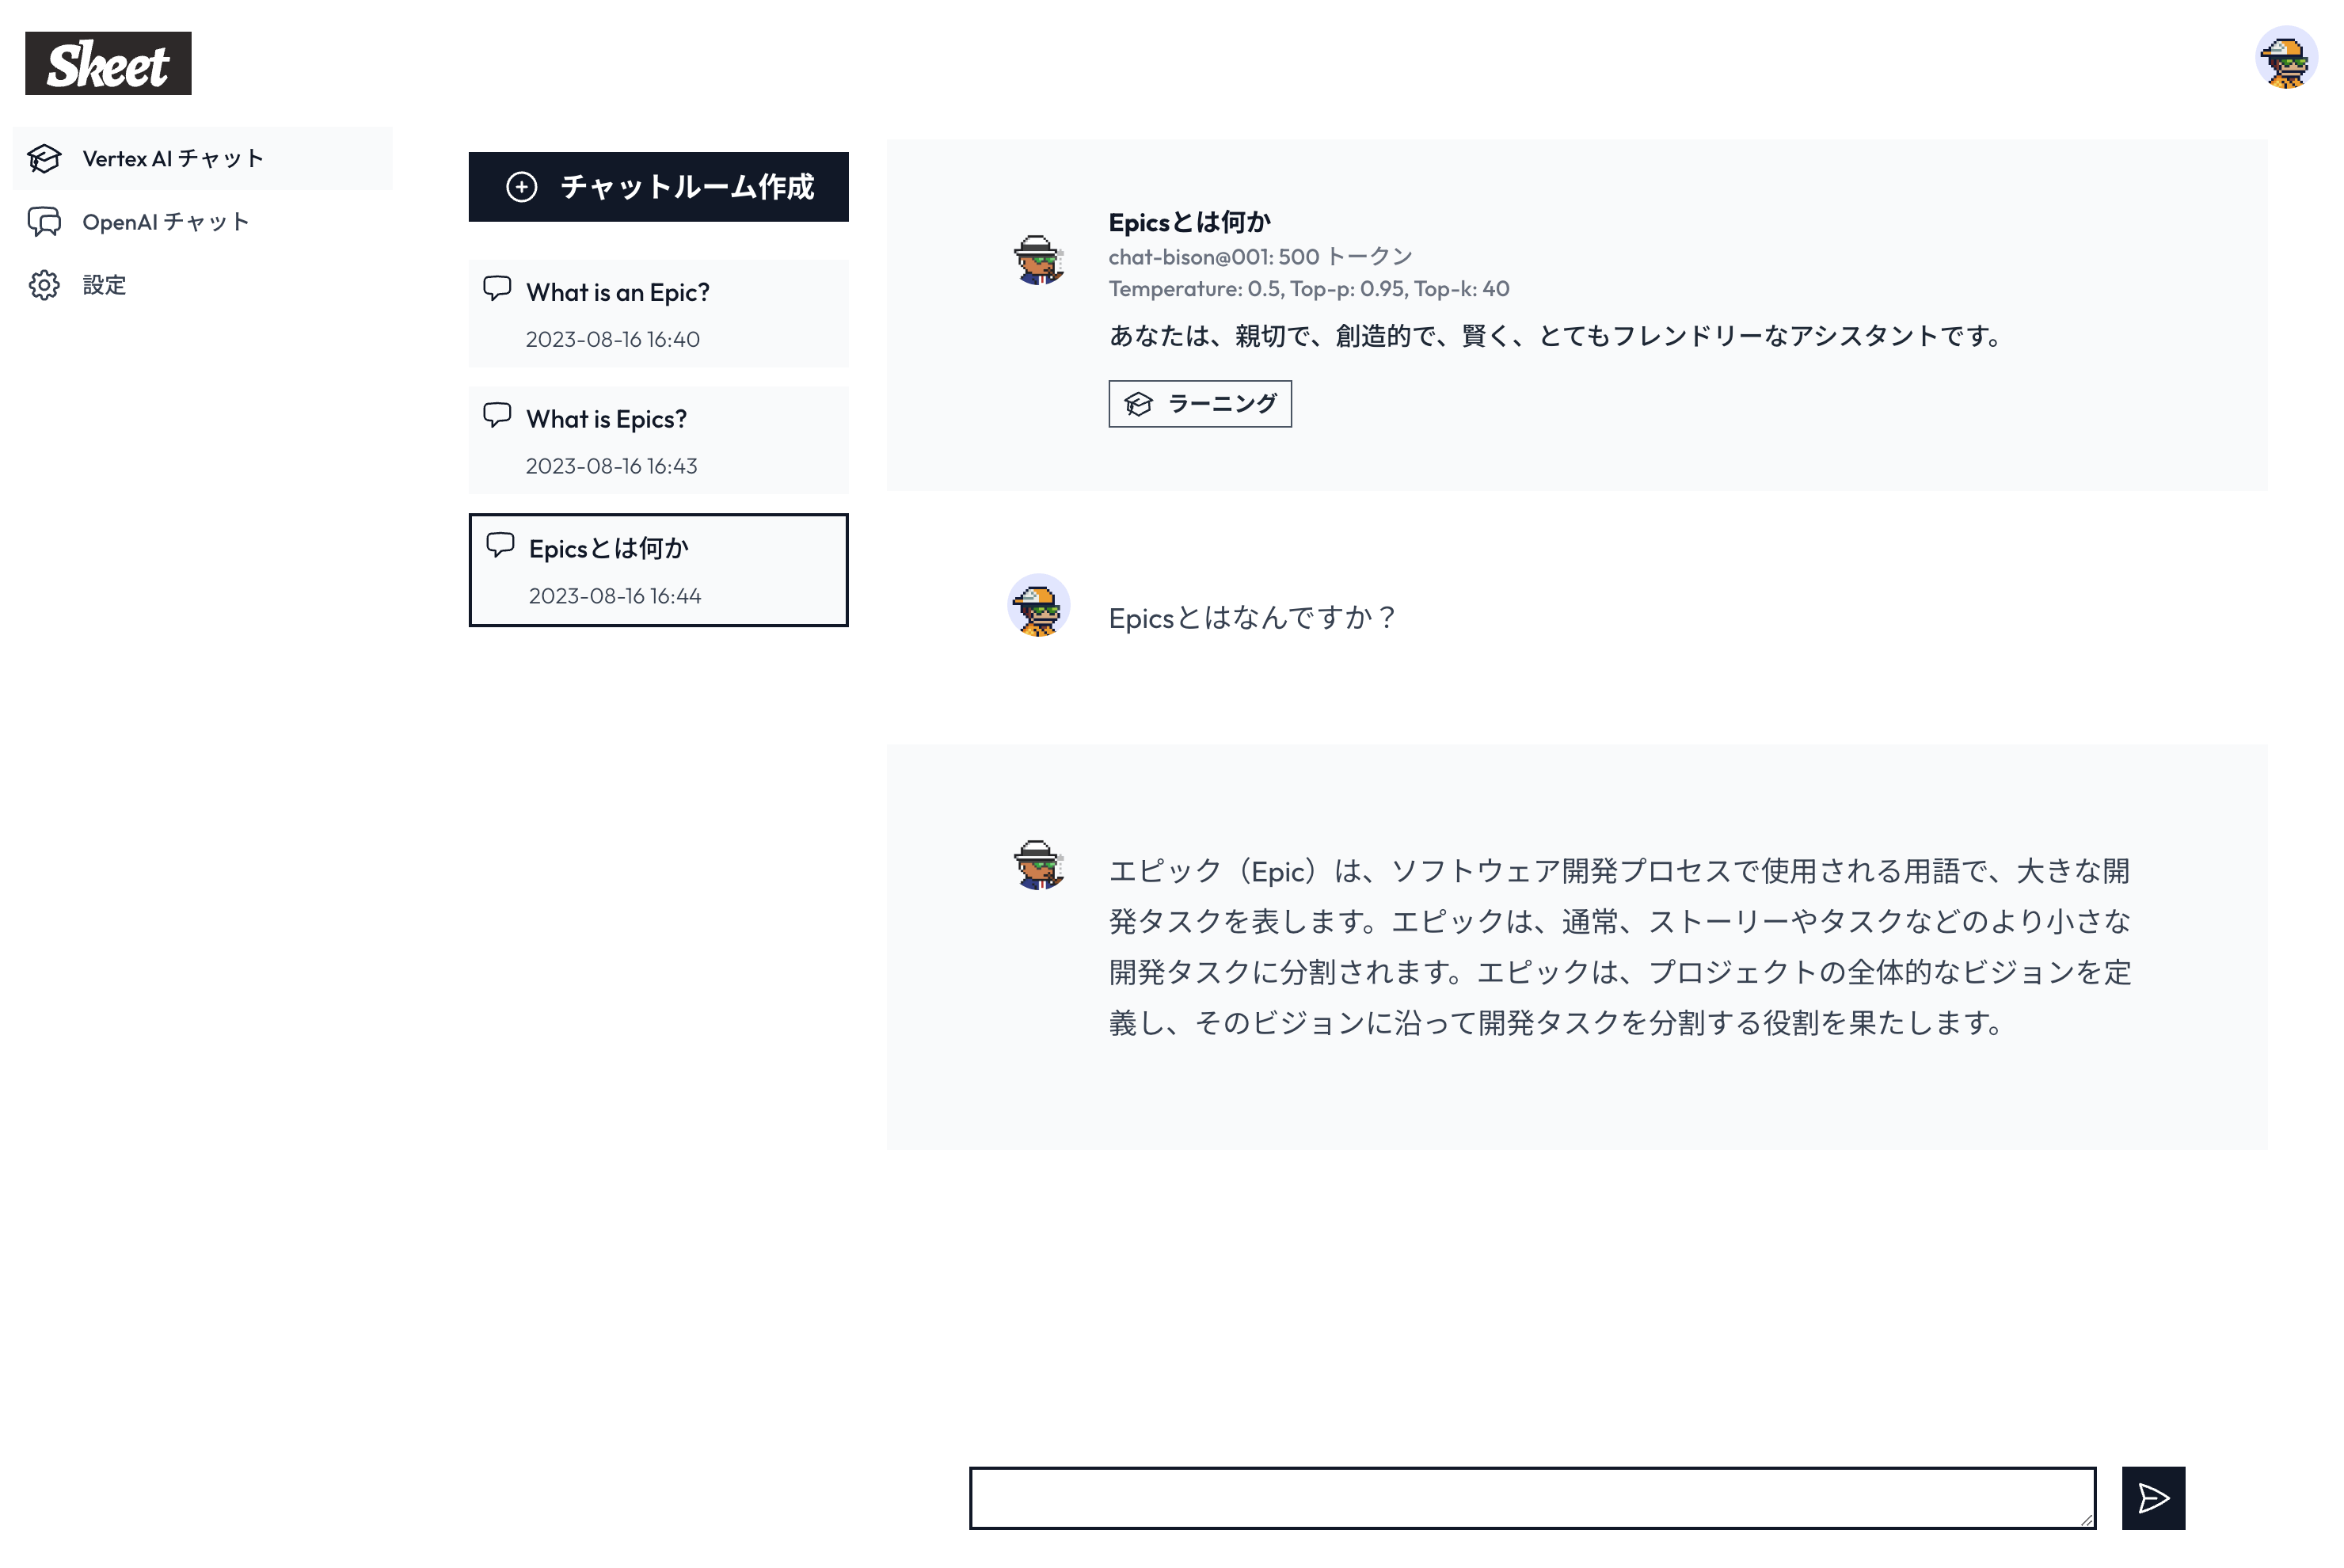 Skeet
Vertex AI チャット
OpenAI チャット
設定
チャットルーム作成
What is an Epic?
2023-08-16 16:40
What is Epics?
2023-08-16 16:43
Epicsとは何か
2023-08-16 16:44
Epicsとは何か
chat-bison@001: 500 トークン
Temperature: 0.5, Top-p: 0.95, Top-k: 40
あなたは、親切で、創造的で、賢く、とてもフレンドリーなアシスタントです。
ラーニング
Epicsとはなんですか？
エピック（Epic）は、ソフトウェア開発プロセスで使用される用語で、大きな開
発タスクを表します。エピックは、通常、ストーリーやタスクなどのより小さな
開発タスクに分割されます。エピックは、プロジェクトの全体的なビジョンを定
義し、そのビジョンに沿って開発タスクを分割する役割を果たします。